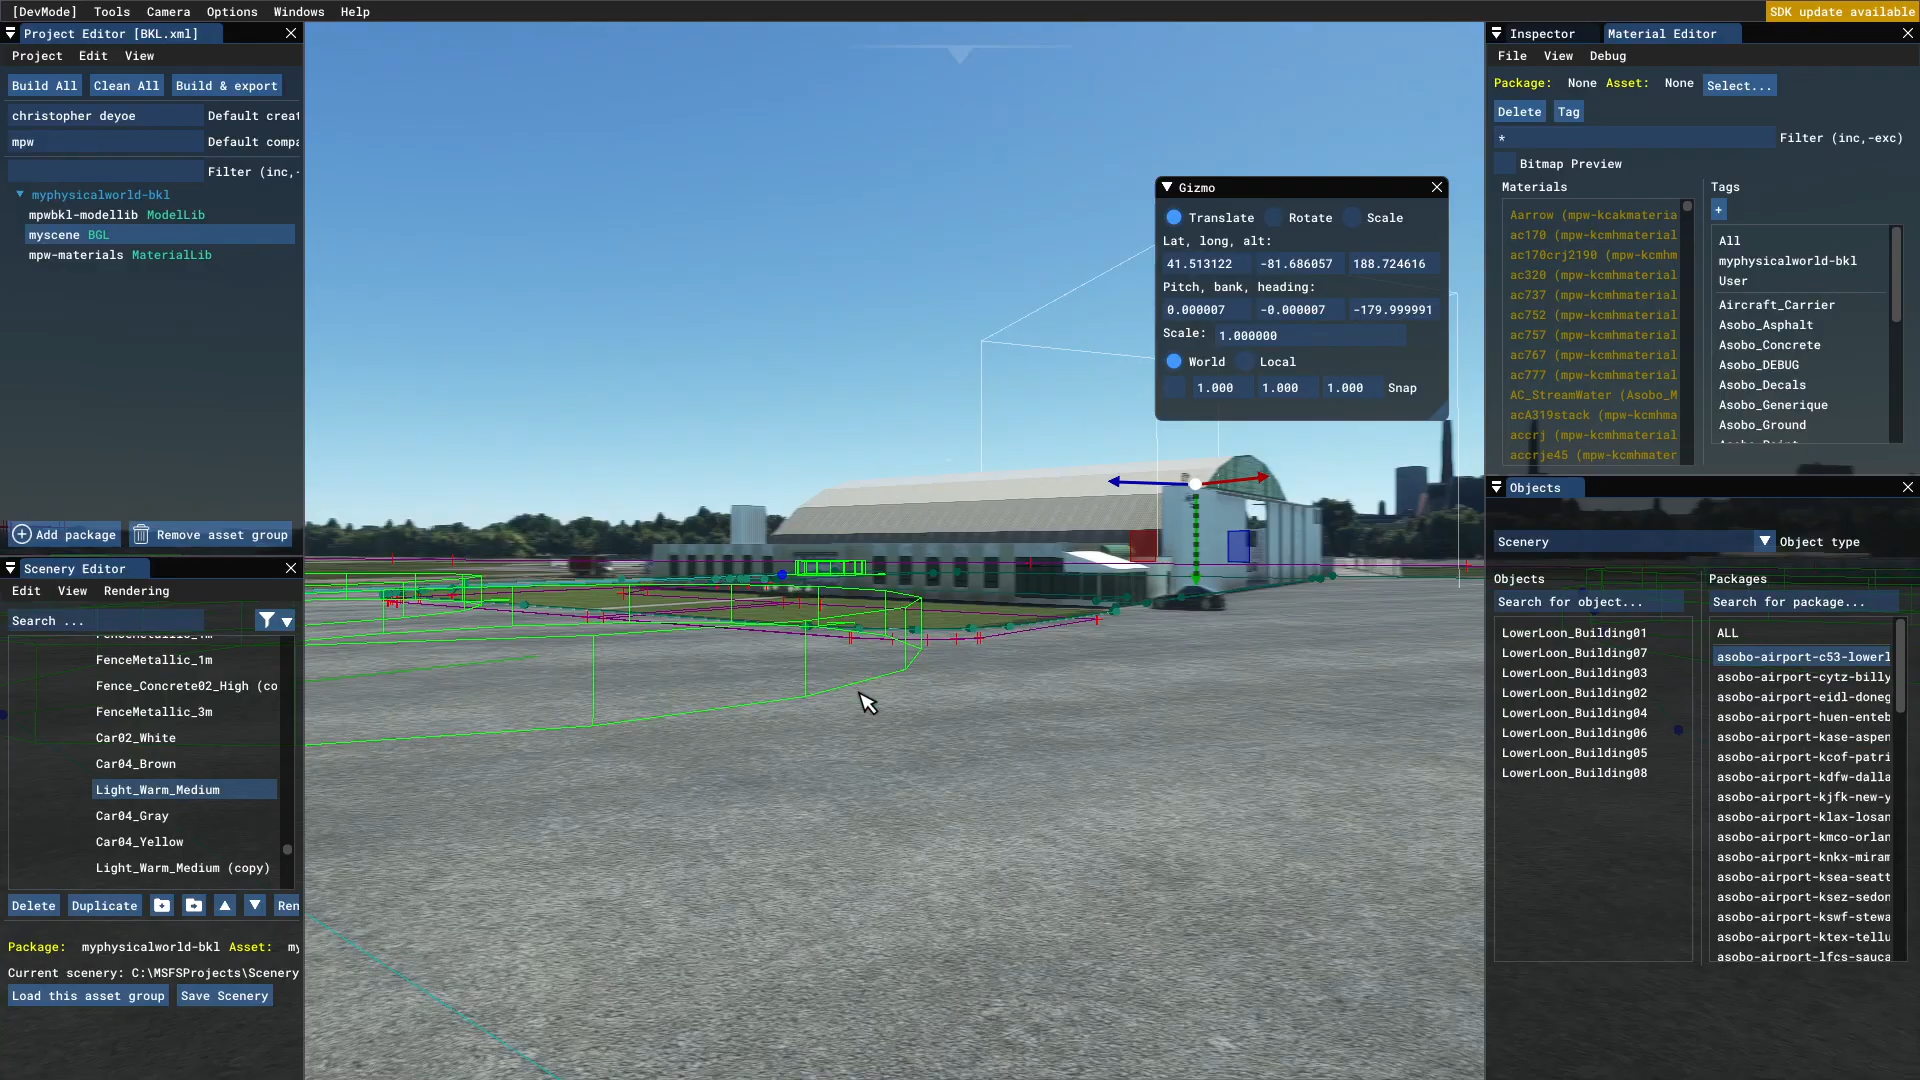 [DevMode] Tools Camera Options Windows Help
SDK update available
Project Editor [BKL.xml]
Project Edit View
Build All Clean All Build & export
christopher deyoe Default creat
mpw Default compa
Filter (inc,-
myphysicalworld-bkl
mpwbkl-modellib ModelLib
myscene BGL
mpw-materials MaterialLib
Add package Remove asset group
Scenery Editor
Edit View Rendering
Search ...
FenceMetallic_1m
Fence_Concrete02_High (co
FenceMetallic_3m
Car02_White
Car04_Brown
Light_Warm_Medium
Car04_Gray
Car04_Yellow
Light_Warm_Medium (copy)
Delete Duplicate Ren
Package: myphysicalworld-bkl Asset: my
Current scenery: C:\MSFSProjects\Scenery
Load this asset group Save Scenery
Gizmo
Translate Rotate Scale
Lat, long, alt:
41.513122 -81.686057 188.724616
Pitch, bank, heading:
0.000007 -0.000007 -179.999991
Scale: 1.000000
World Local
1.000 1.000 1.000 Snap
Inspector Material Editor
File View Debug
Package: None Asset: None Select...
Delete Tag
* Filter (inc,-exc)
Bitmap Preview
Materials
Aarrow (mpw-kcakmateria
ac170 (mpw-kcmhmaterial
ac170crj2190 (mpw-kcmhm
ac320 (mpw-kcmhmaterial
ac737 (mpw-kcmhmaterial
ac752 (mpw-kcmhmaterial
ac757 (mpw-kcmhmaterial
ac767 (mpw-kcmhmaterial
ac777 (mpw-kcmhmaterial
AC_StreamWater (Asobo_M
acA319stack (mpw-kcmhma
accrj (mpw-kcmhmaterial
accrje45 (mpw-kcmhmater
Tags
+
All
myphysicalworld-bkl
User
Aircraft_Carrier
Asobo_Asphalt
Asobo_Concrete
Asobo_DEBUG
Asobo_Decals
Asobo_Generique
Asobo_Ground
Objects
Scenery Object type
Objects
Search for object...
LowerLoon_Building01
LowerLoon_Building07
LowerLoon_Building03
LowerLoon_Building02
LowerLoon_Building04
LowerLoon_Building06
LowerLoon_Building05
LowerLoon_Building08
Packages
Search for package...
ALL
asobo-airport-c53-lowerl
asobo-airport-cytz-billy
asobo-airport-eidl-doneg
asobo-airport-huen-enteb
asobo-airport-kase-aspen
asobo-airport-kcof-patri
asobo-airport-kdfw-dalla
asobo-airport-kjfk-new-y
asobo-airport-klax-losan
asobo-airport-kmco-orlan
asobo-airport-knkx-miram
asobo-airport-ksea-seatt
asobo-airport-ksez-sedon
asobo-airport-kswf-stewa
asobo-airport-ktex-tellu
asobo-airport-lfcs-sauca